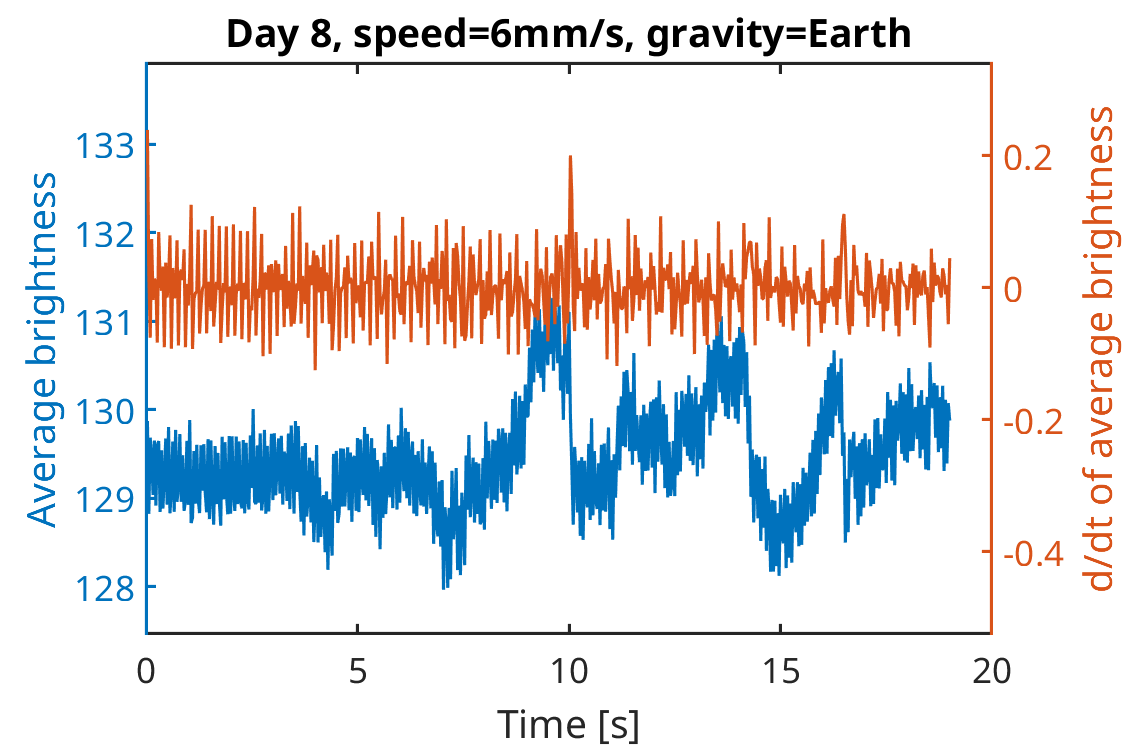 Day 8, speed=6mm/s, gravity=Earth
Average brightness
133
132
131
130
129
128
0.2
0
-0.2
-0.4
d/dt of average brightness
0 5 10 15 20
Time [s]